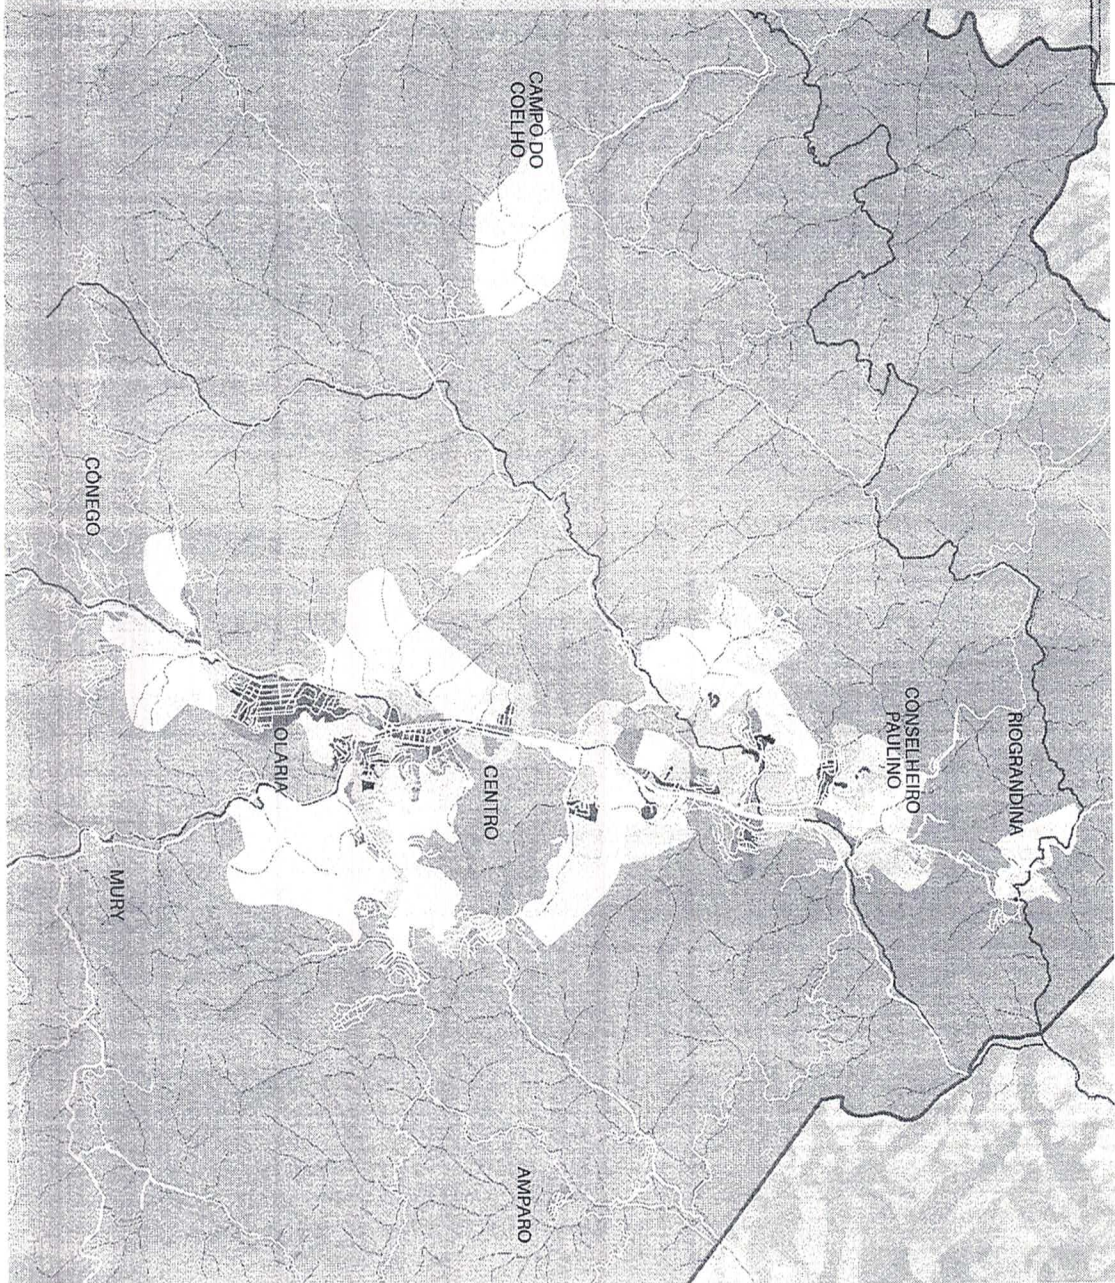 CAMPO DO
COELHO
CÔNEGO
CONSELHEIRO
PAULINO
RIOGRANDINA
OLARIA
CENTRO
MURY
AMPARO